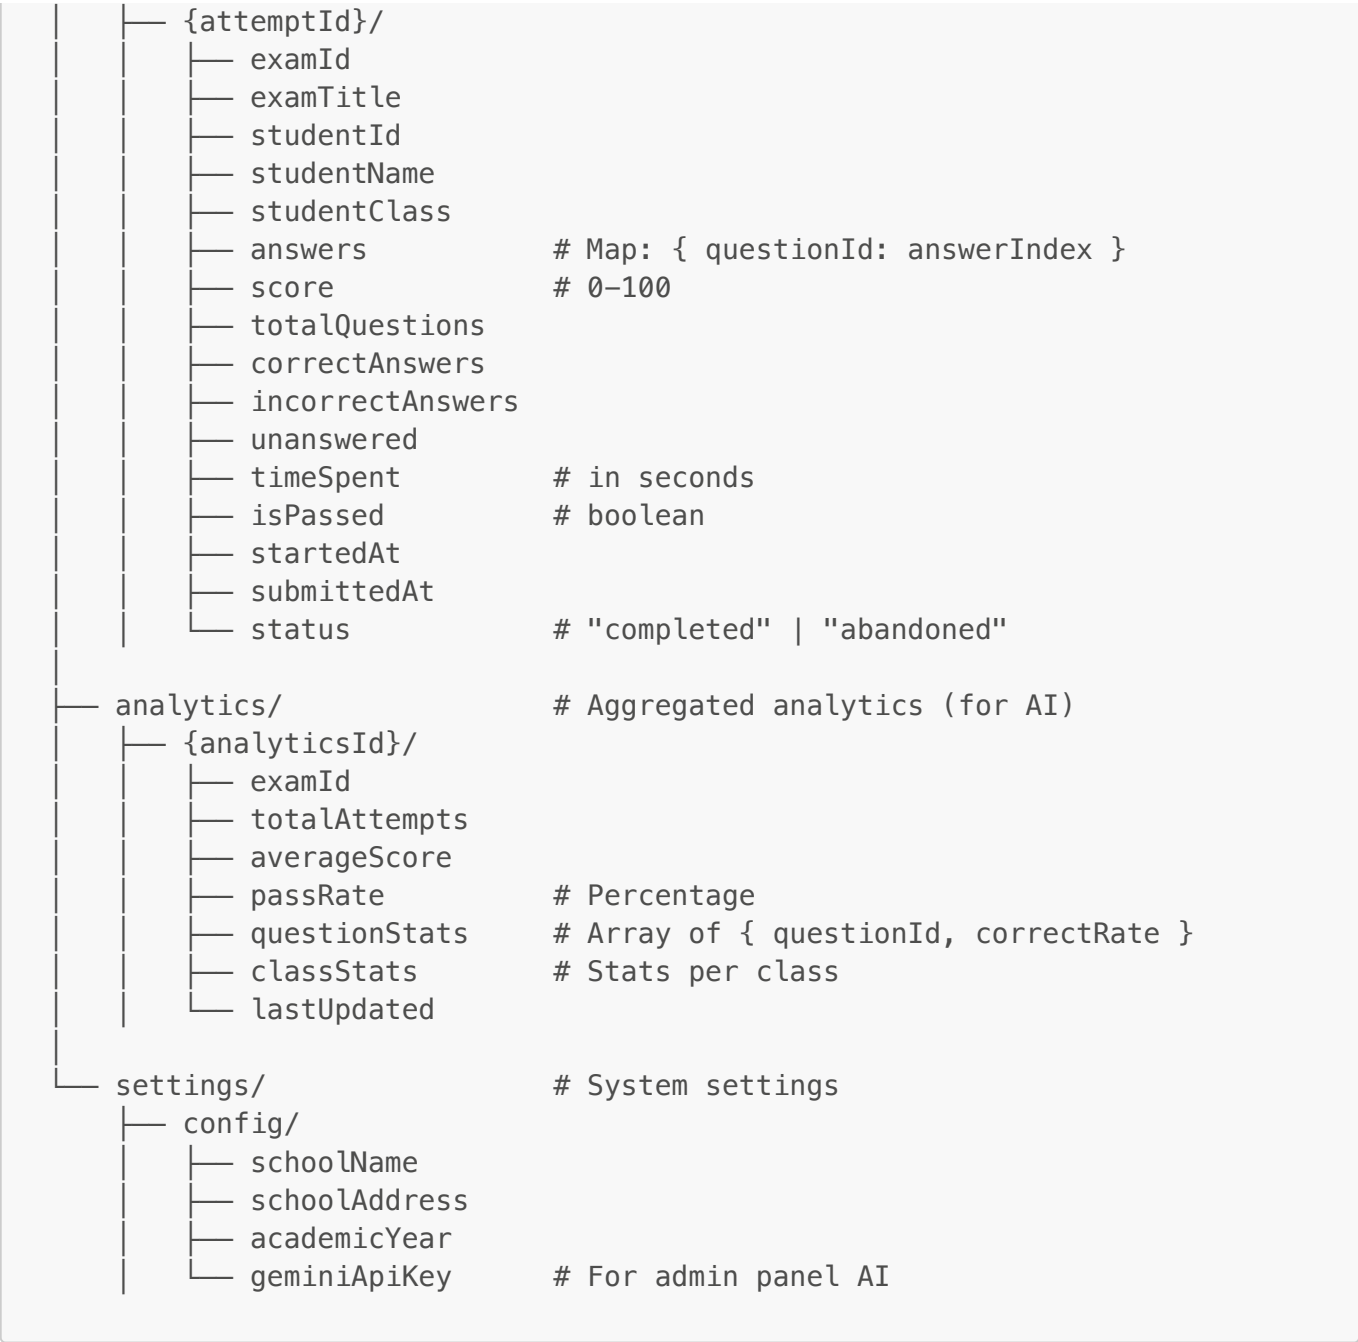 │   ├── {attemptId}/
│   │   ├── examId
│   │   ├── examTitle
│   │   ├── studentId
│   │   ├── studentName
│   │   ├── studentClass
│   │   ├── answers           # Map: { questionId: answerIndex }
│   │   ├── score             # 0–100
│   │   ├── totalQuestions
│   │   ├── correctAnswers
│   │   ├── incorrectAnswers
│   │   ├── unanswered
│   │   ├── timeSpent         # in seconds
│   │   ├── isPassed          # boolean
│   │   ├── startedAt
│   │   ├── submittedAt
│   │   └── status            # "completed" | "abandoned"
│
├── analytics/                # Aggregated analytics (for AI)
│   ├── {analyticsId}/
│   │   ├── examId
│   │   ├── totalAttempts
│   │   ├── averageScore
│   │   ├── passRate          # Percentage
│   │   ├── questionStats     # Array of { questionId, correctRate }
│   │   ├── classStats        # Stats per class
│   │   └── lastUpdated
│
└── settings/                 # System settings
    ├── config/
    │   ├── schoolName
    │   ├── schoolAddress
    │   ├── academicYear
    │   └── geminiApiKey      # For admin panel AI